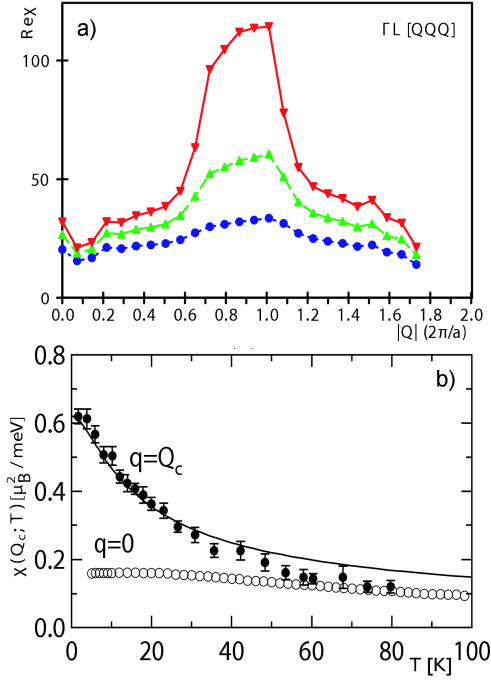 Reχ
a)
ΓL [QQQ]
100
50
0
0.0 0.2 0.4 0.6 0.8 1.0 1.2 1.4 1.6 1.8 2.0
|Q| (2π/a)
b)
χ(Q_c; T) [μ_B^2 / meV]
0.8
0.6
0.4
0.2
0.0
q=Q_c
q=0
0 20 40 60 80 100
T [K]